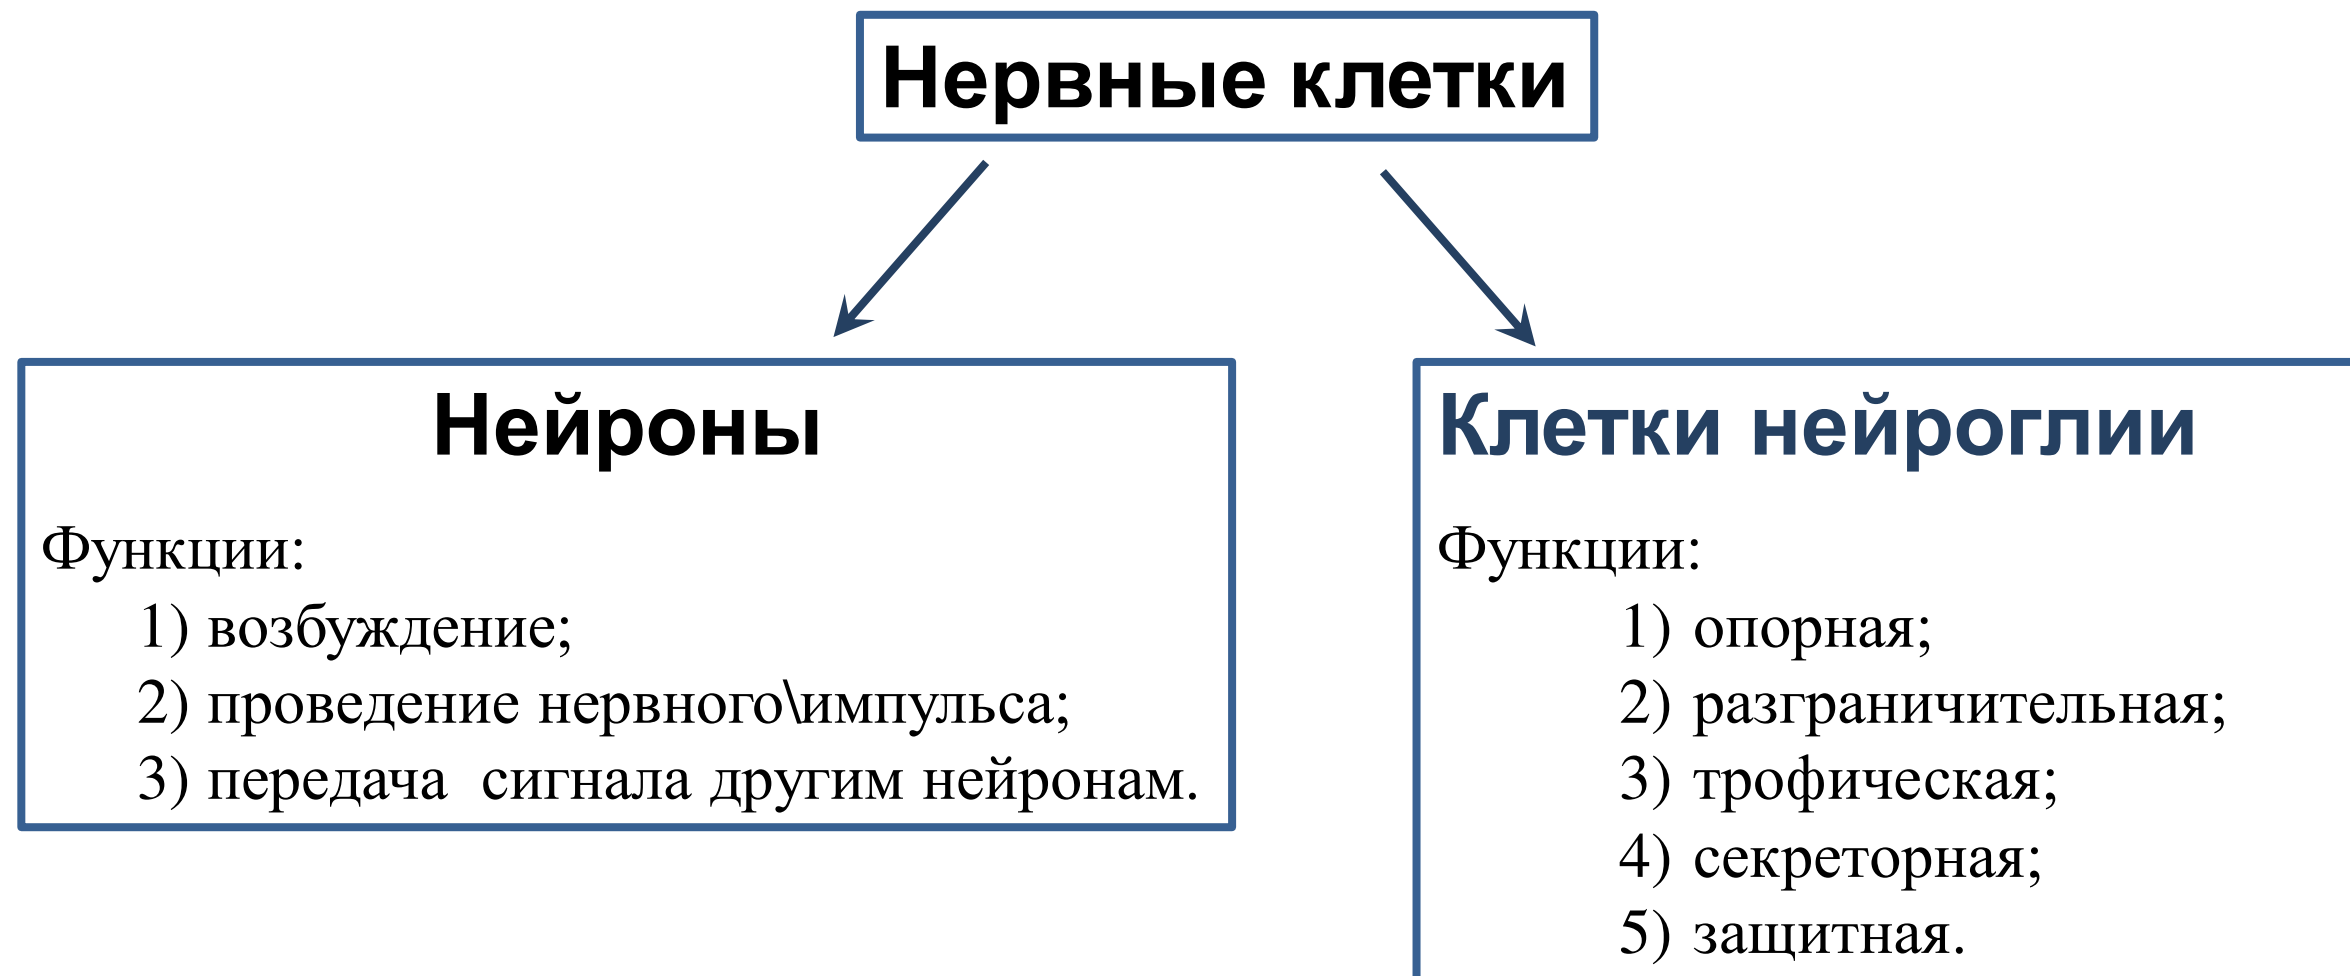 Нервные клетки
Нейроны
Функции:
1) возбуждение;
2) проведение нервного\импульса;
3) передача  сигнала другим нейронам.
Клетки нейроглии
Функции:
1) опорная;
2) разграничительная;
3) трофическая;
4) секреторная;
5) защитная.